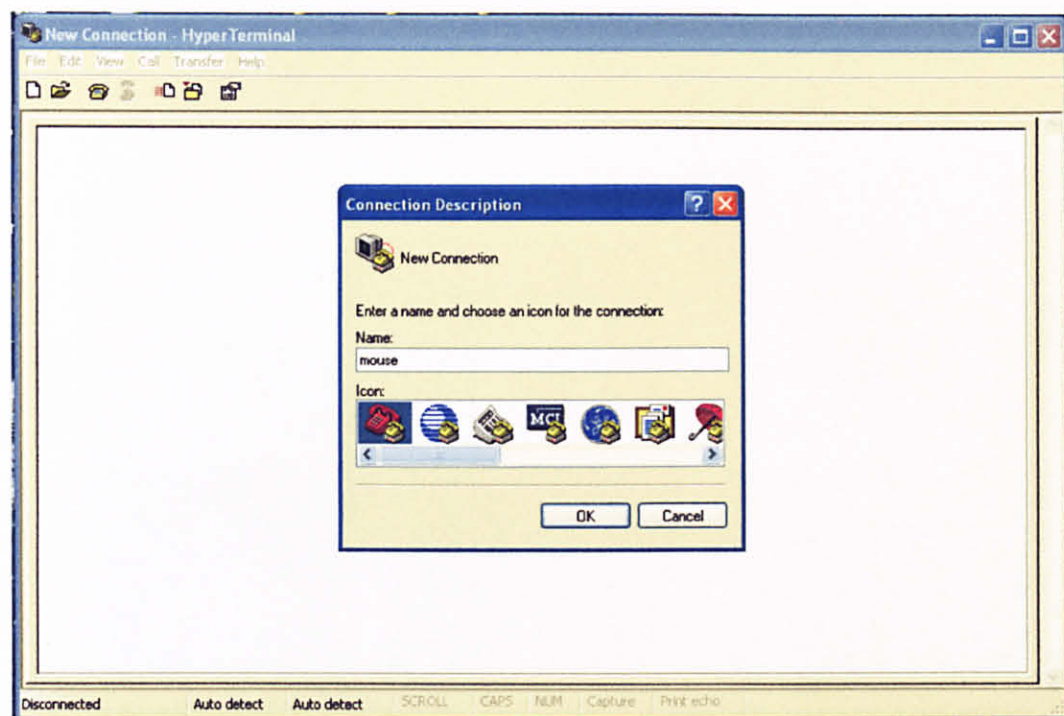 New Connection - HyperTerminal
File Edit View Call Transfer Help
Connection Description
?
New Connection
Enter a name and choose an icon for the connection:
Name:
mouse
Icon:
MCI
OK Cancel
Disconnected Auto detect Auto detect SCROLL CAPS NUM Capture Print echo